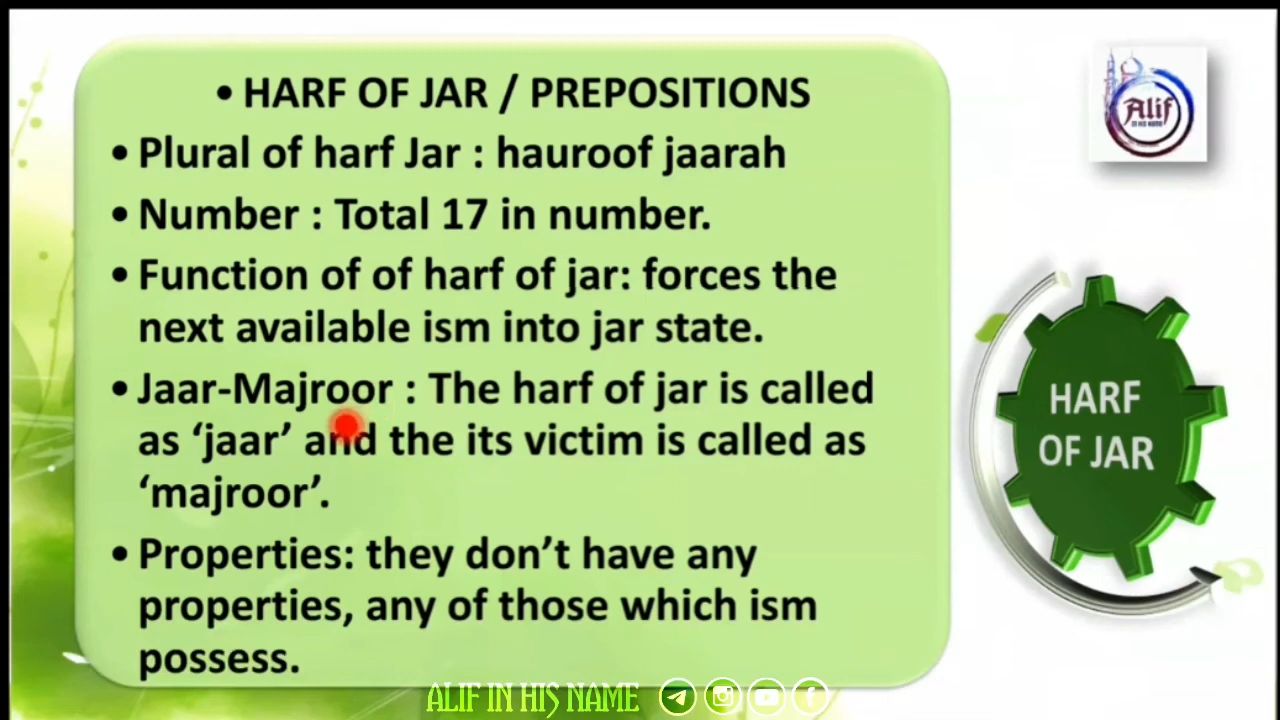 • HARF OF JAR / PREPOSITIONS
• Plural of harf Jar : hauroof jaarah
• Number : Total 17 in number.
• Function of of harf of jar: forces the
next available ism into jar state.
• Jaar-Majroor : The harf of jar is called
as ‘jaar’ and the its victim is called as
‘majroor’.
• Properties: they don’t have any
properties, any of those which ism
possess.
Alif
IN HIS NAME
HARF
OF JAR
ALIF IN HIS NAME